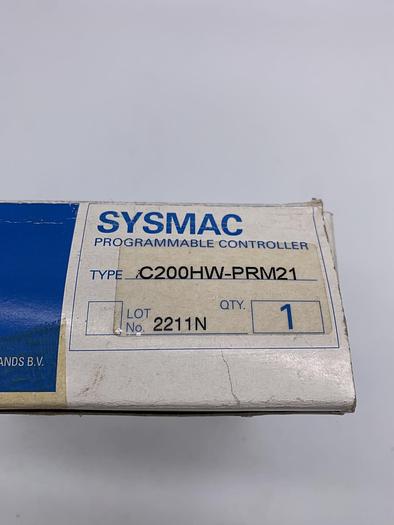 SYSMAC
PROGRAMMABLE CONTROLLER
TYPE C200HW-PRM21
LOT No. 2211N
QTY. 1
ANDS B.V.